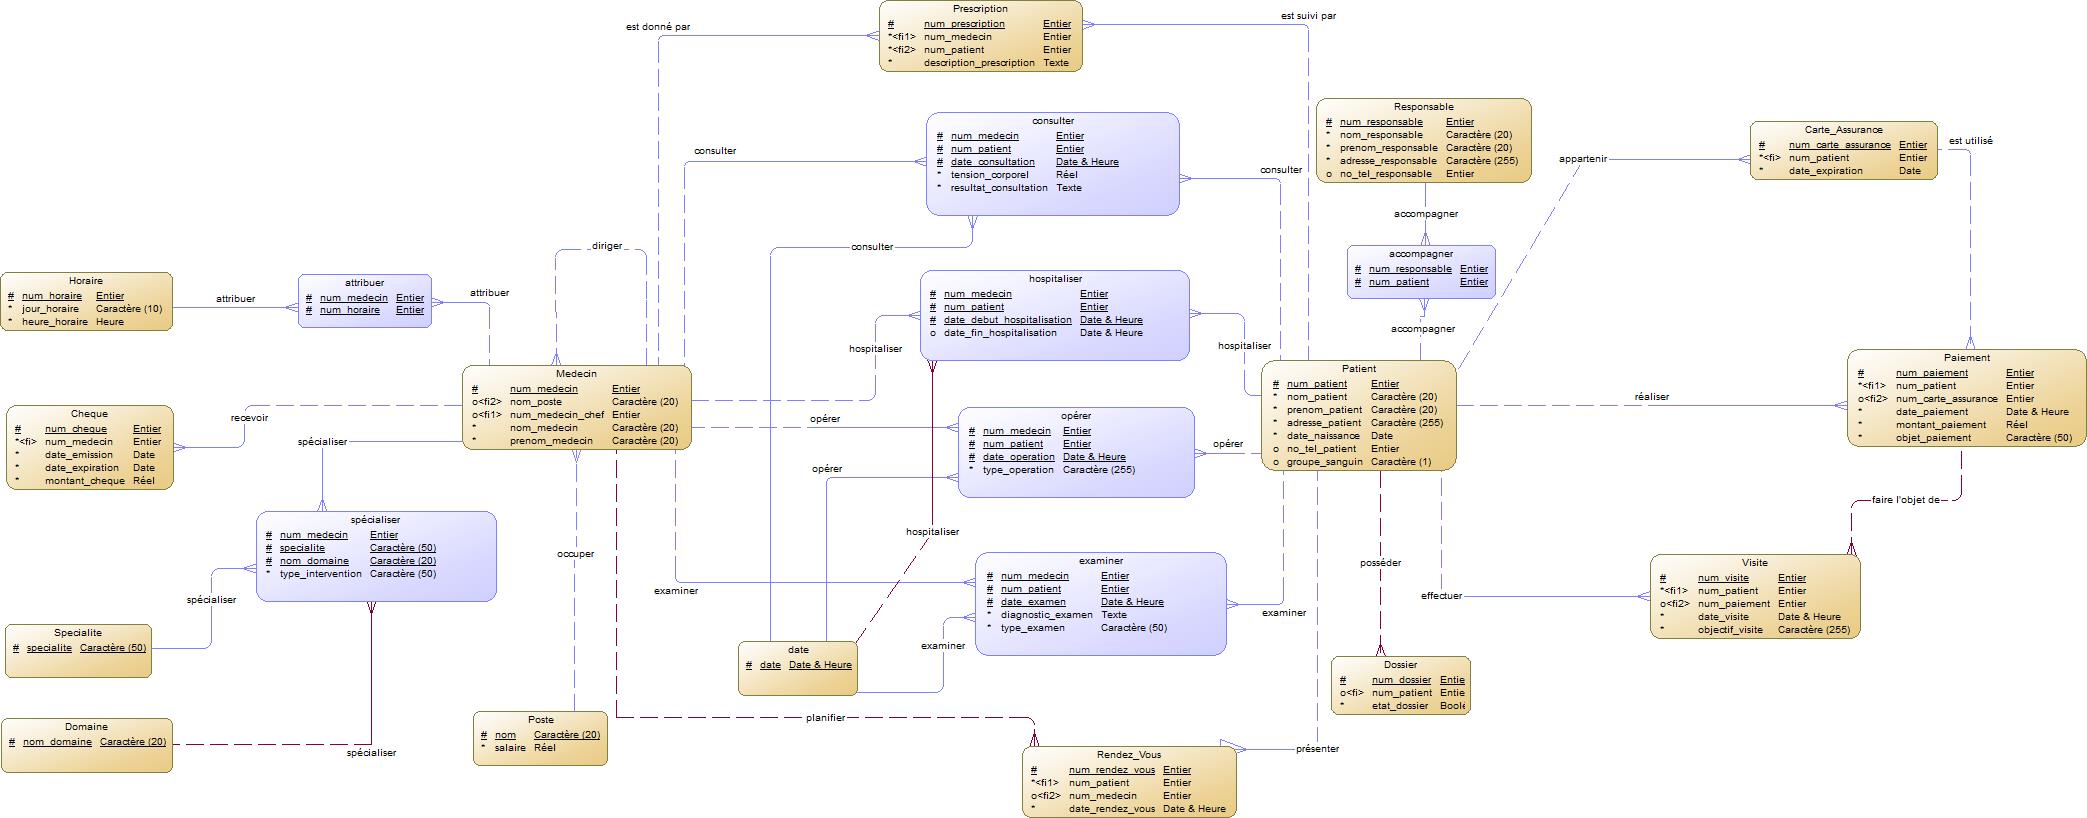 Prescription
# num_prescription Entier
*<fi1> num_medecin Entier
*<fi2> num_patient Entier
* description_prescription Texte
est donné par
est suivi par
consulter
# num_medecin Entier
# num_patient Entier
# date_consultation Date & Heure
* tension_corporel Réel
* resultat_consultation Texte
consulter
consulter
consulter
Responsable
# num_responsable Entier
* nom_responsable Caractère (20)
* prenom_responsable Caractère (20)
* adresse_responsable Caractère (255)
o no_tel_responsable Entier
Carte_Assurance
# num_carte_assurance Entier
*<fi> num_patient Entier
* date_expiration Date
est utilisé
appartenir
accompagner
accompagner
# num_responsable Entier
# num_patient Entier
accompagner
diriger
Horaire
# num_horaire Entier
* jour_horaire Caractère (10)
* heure_horaire Heure
attribuer
attribuer
# num_medecin Entier
# num_horaire Entier
attribuer
hospitaliser
# num_medecin Entier
# num_patient Entier
# date_debut_hospitalisation Date & Heure
o date_fin_hospitalisation Date & Heure
hospitaliser
hospitaliser
Medecin
# num_medecin Entier
o<fi2> nom_poste Caractère (20)
o<fi1> num_medecin_chef Entier
* nom_medecin Caractère (20)
* prenom_medecin Caractère (20)
Patient
# num_patient Entier
* nom_patient Caractère (20)
* prenom_patient Caractère (20)
* adresse_patient Caractère (255)
* date_naissance Date
o no_tel_patient Entier
o groupe_sanguin Caractère (1)
réaliser
Paiement
# num_paiement Entier
*<fi1> num_patient Entier
o<fi2> num_carte_assurance Entier
* date_paiement Date & Heure
* montant_paiement Réel
* objet_paiement Caractère (50)
Cheque
# num_cheque Entier
*<fi> num_medecin Entier
* date_emission Date
* date_expiration Date
* montant_cheque Réel
recevoir
spécialiser
opérer
opérer
# num_medecin Entier
# num_patient Entier
# date_operation Date & Heure
* type_operation Caractère (255)
opérer
opérer
hospitaliser
faire l'objet de
spécialiser
# num_medecin Entier
# specialite Caractère (50)
# nom_domaine Caractère (20)
* type_intervention Caractère (50)
spécialiser
occuper
examiner
examiner
# num_medecin Entier
# num_patient Entier
# date_examen Date & Heure
* diagnostic_examen Texte
* type_examen Caractère (50)
examiner
examiner
posséder
effectuer
Visite
# num_visite Entier
*<fi1> num_patient Entier
o<fi2> num_paiement Entier
* date_visite Date & Heure
* objectif_visite Caractère (255)
Specialite
# specialite Caractère (50)
date
# date Date & Heure
Dossier
# num_dossier Entie
o<fi> num_patient Entie
* etat_dossier Boolé
Domaine
# nom_domaine Caractère (20)
spécialiser
Poste
# nom Caractère (20)
* salaire Réel
planifier
présenter
Rendez_Vous
# num_rendez_vous Entier
*<fi1> num_patient Entier
o<fi2> num_medecin Entier
* date_rendez_vous Date & Heure